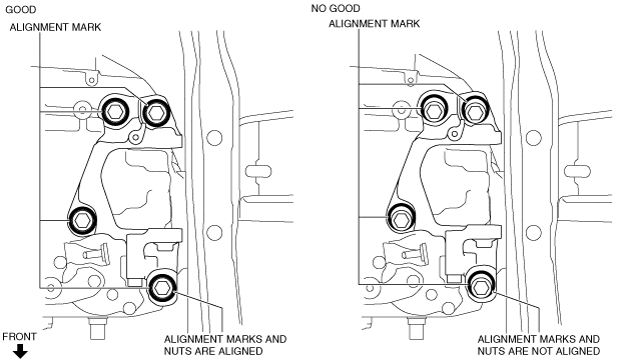 GOOD
ALIGNMENT MARK
NO GOOD
ALIGNMENT MARK
FRONT
ALIGNMENT MARKS AND
NUTS ARE ALIGNED
ALIGNMENT MARKS AND
NUTS ARE NOT ALIGNED